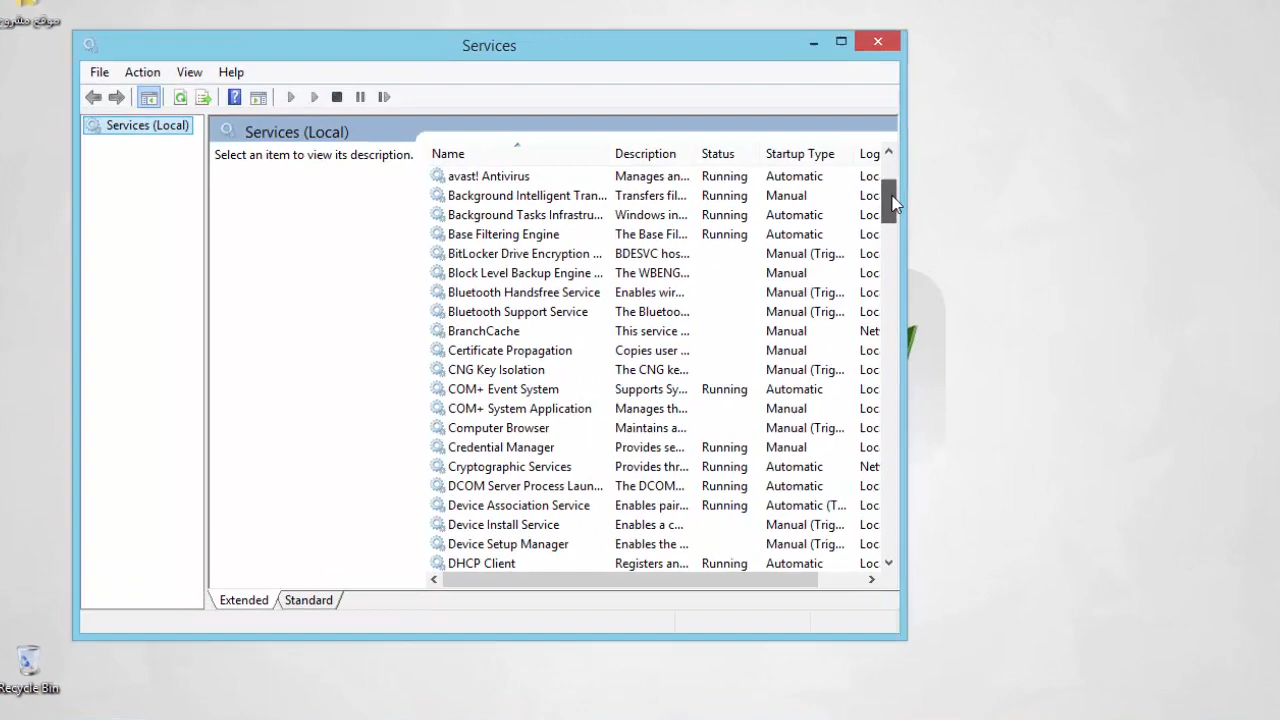 موقع مشروح
Services
File Action View Help
Services (Local)
Services (Local)
Select an item to view its description.
Name Description Status Startup Type Log
avast! Antivirus Manages an... Running Automatic Loc
Background Intelligent Tran... Transfers fil... Running Manual Loc
Background Tasks Infrastru... Windows in... Running Automatic Loc
Base Filtering Engine The Base Fil... Running Automatic Loc
BitLocker Drive Encryption ... BDESVC hos... Manual (Trig... Loc
Block Level Backup Engine ... The WBENG... Manual Loc
Bluetooth Handsfree Service Enables wir... Manual (Trig... Loc
Bluetooth Support Service The Bluetoo... Manual (Trig... Loc
BranchCache This service ... Manual Net
Certificate Propagation Copies user ... Manual Loc
CNG Key Isolation The CNG ke... Manual (Trig... Loc
COM+ Event System Supports Sy... Running Automatic Loc
COM+ System Application Manages th... Manual Loc
Computer Browser Maintains a... Manual (Trig... Loc
Credential Manager Provides se... Running Manual Loc
Cryptographic Services Provides thr... Running Automatic Net
DCOM Server Process Laun... The DCOM... Running Automatic Loc
Device Association Service Enables pair... Running Automatic (T... Loc
Device Install Service Enables a c... Manual (Trig... Loc
Device Setup Manager Enables the ... Manual (Trig... Loc
DHCP Client Registers an... Running Automatic Loc
Extended Standard
Recycle Bin